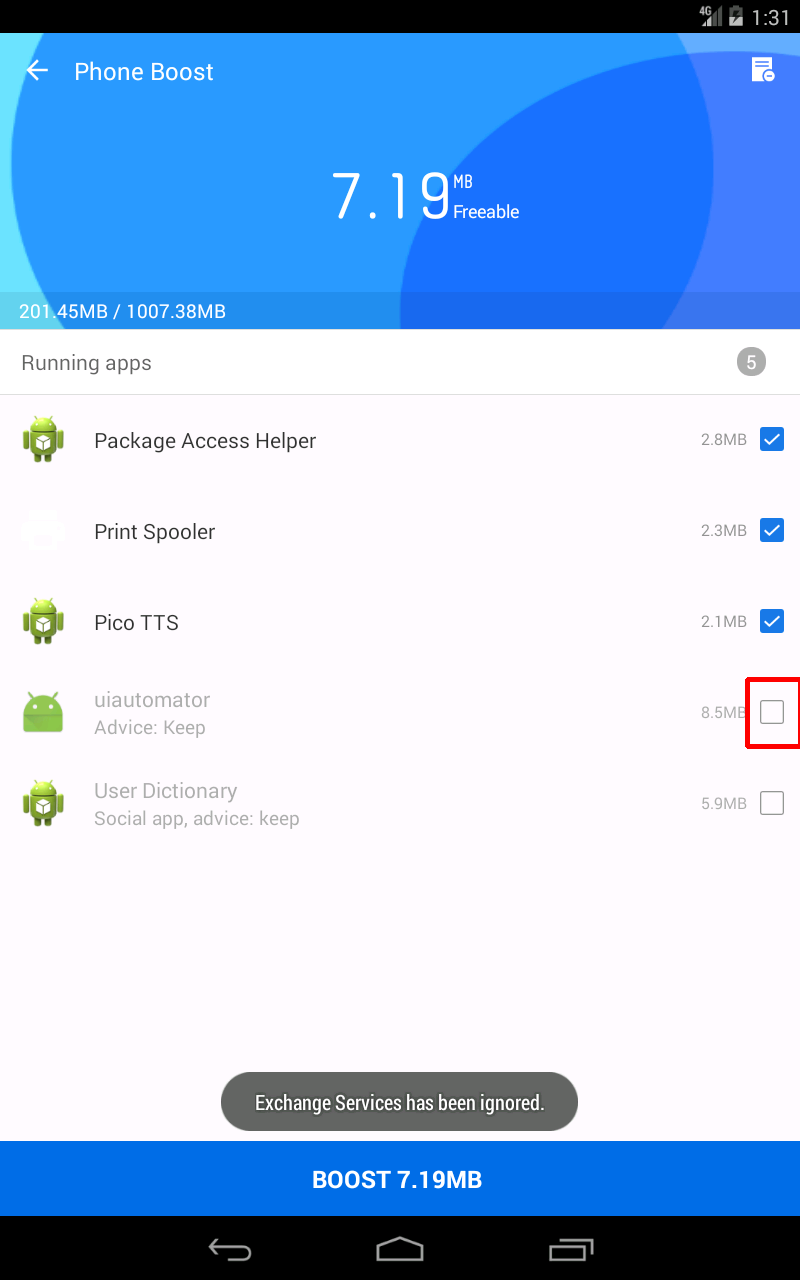 4G 1:31
Phone Boost
7.19 MB
Freeable
201.45MB / 1007.38MB
Running apps 5
Package Access Helper 2.8MB
Print Spooler 2.3MB
Pico TTS 2.1MB
uiautomator
Advice: Keep 8.5MB
User Dictionary
Social app, advice: keep 5.9MB
Exchange Services has been ignored.
BOOST 7.19MB